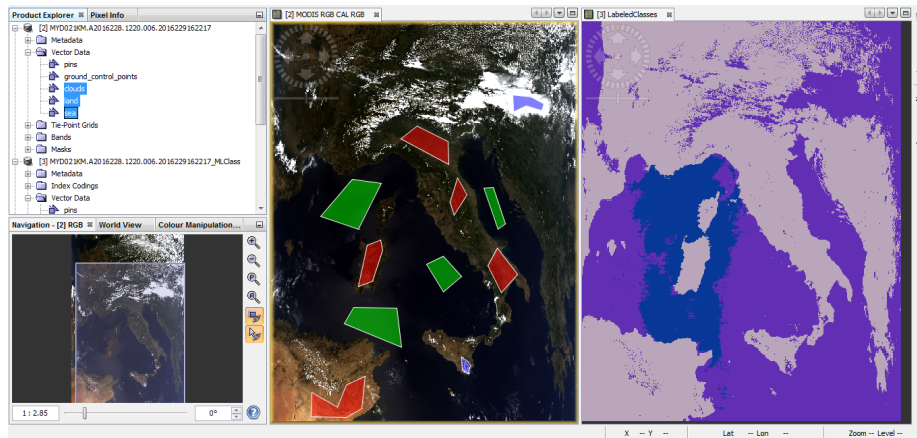 Product Explorer
Pixel Info
[2] MYD021KM.A2016228.1220.006.2016229162217
Metadata
Vector Data
pins
ground_control_points
clouds
land
sea
Tie-Point Grids
Bands
Masks
[3] MYD021KM.A2016228.1220.006.2016229162217_MLClass
Metadata
Index Codings
Vector Data
pins
Navigation - [2] RGB
World View
Colour Manipulation...
1 : 2.85
0°
[2] MODIS RGB CAL RGB
[3] LabeledClasses
X -- Y -- Lat -- Lon -- Zoom -- Level --